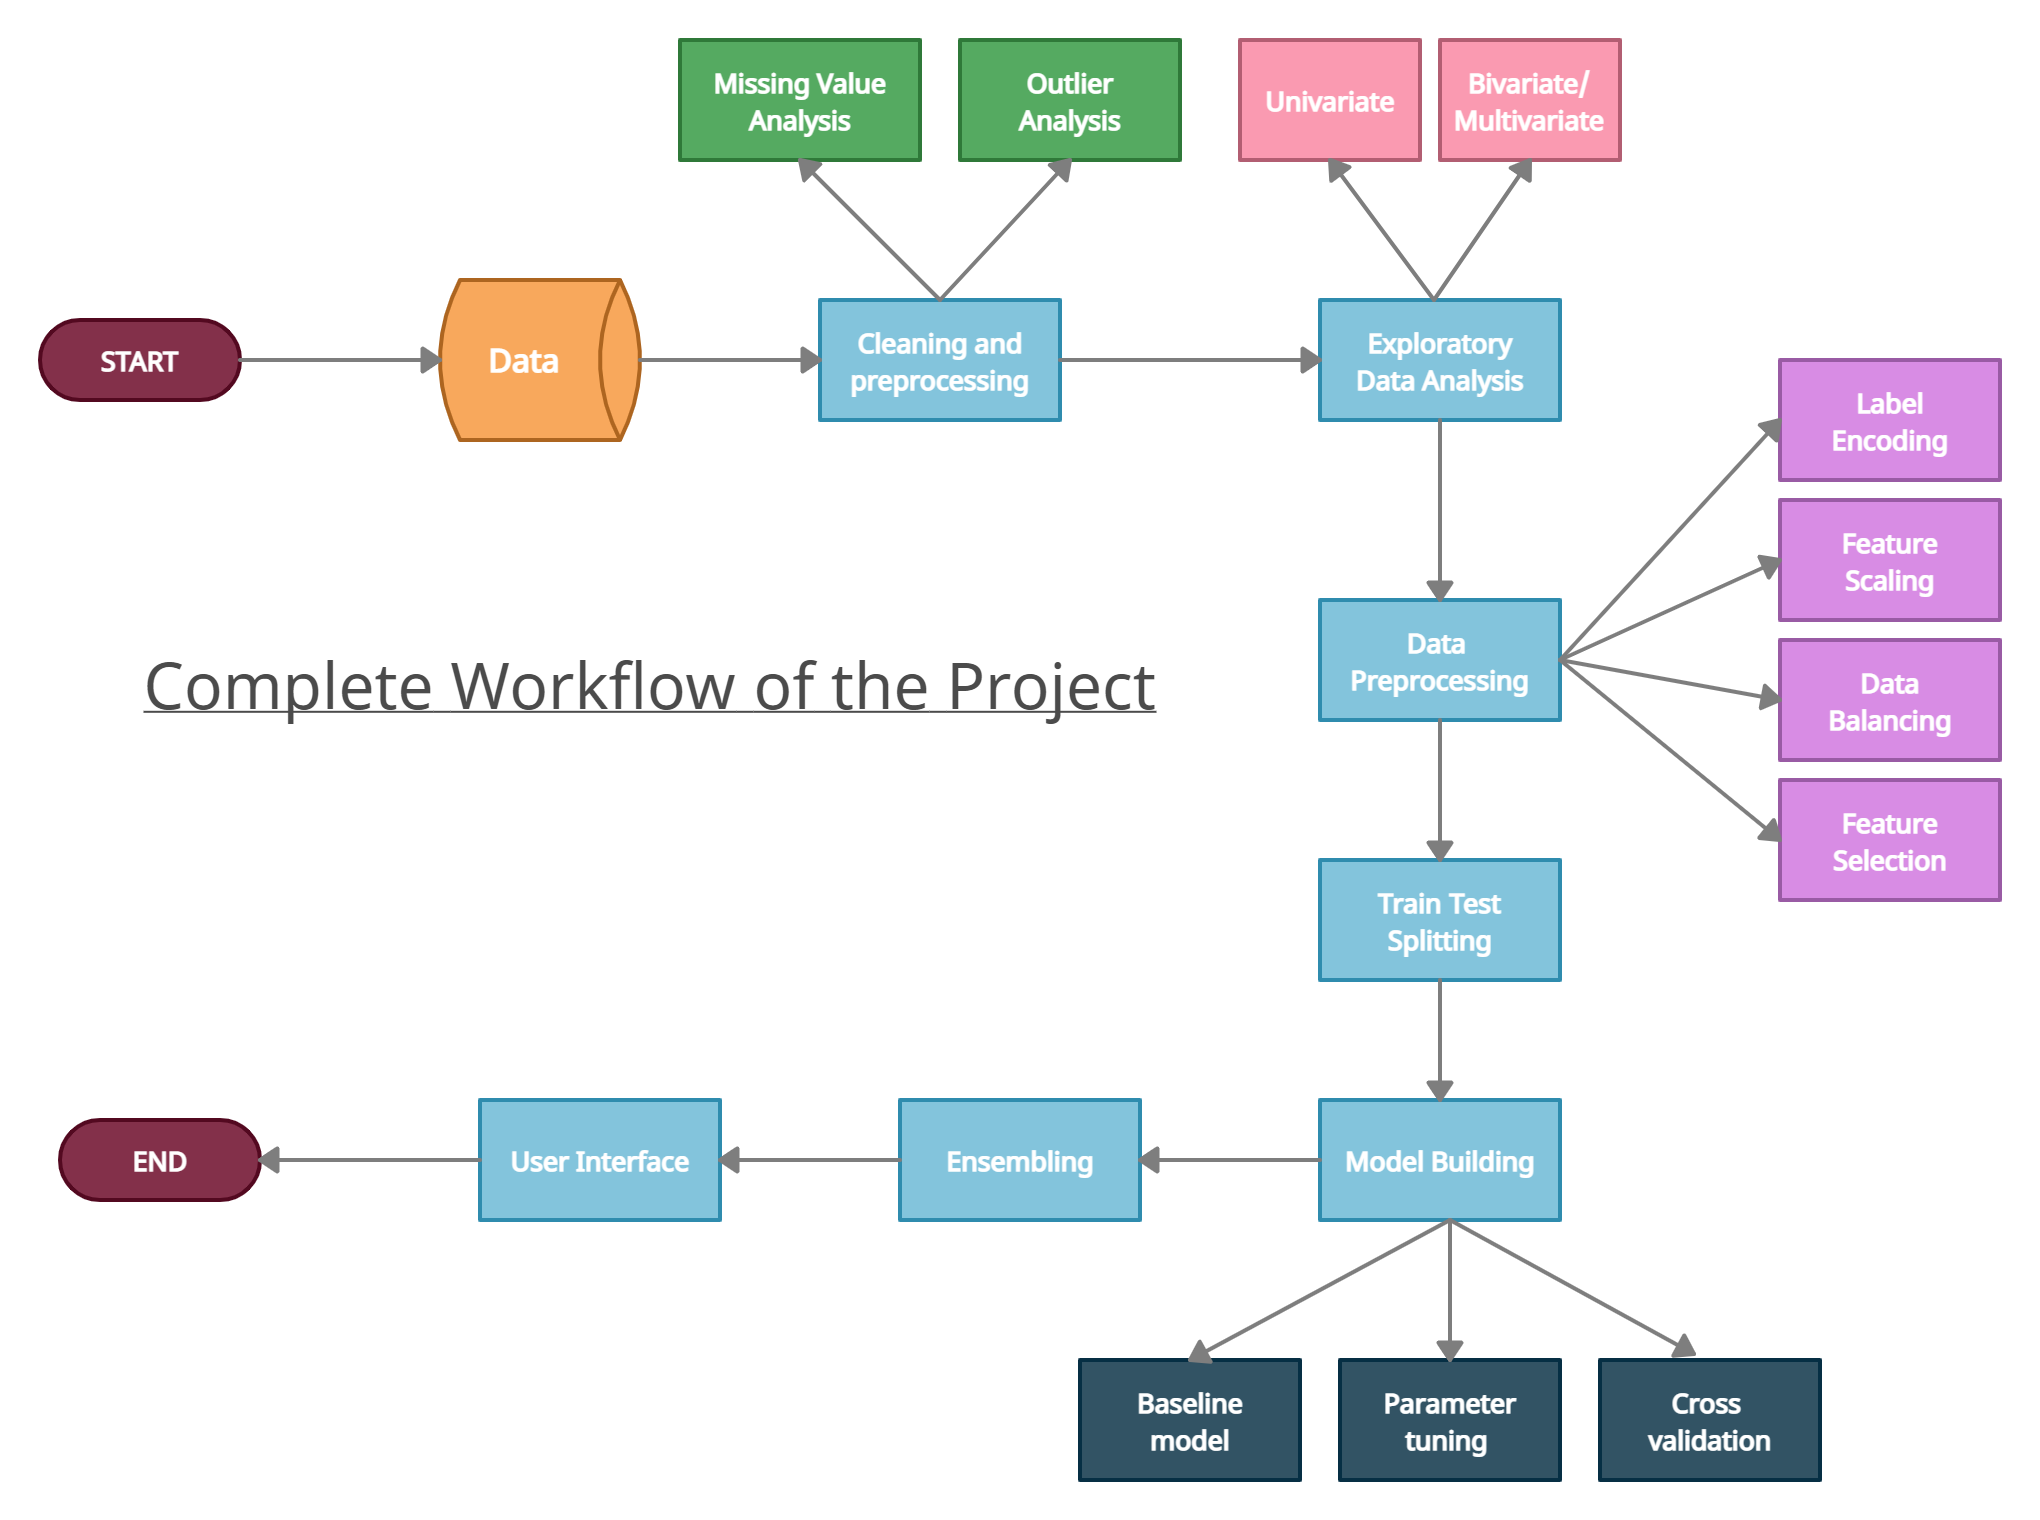 Missing Value
Analysis
Outlier
Analysis
Univariate
Bivariate/
Multivariate
START
Data
Cleaning and
preprocessing
Exploratory
Data Analysis
Label
Encoding
Feature
Scaling
Data
Balancing
Feature
Selection
Data
Preprocessing
Complete Workflow of the Project
Train Test
Splitting
END
User Interface
Ensembling
Model Building
Baseline
model
Parameter
tuning
Cross
validation